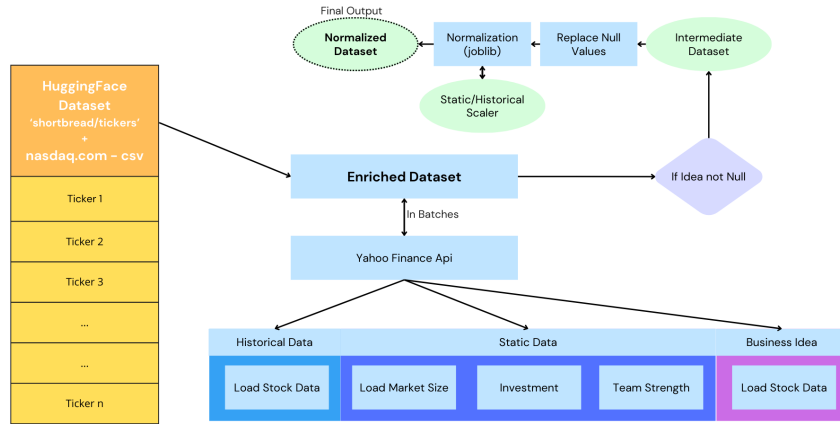 HuggingFace
Dataset
‘shortbread/tickers’
+
nasdaq.com - csv
Ticker 1
Ticker 2
Ticker 3
...
...
Ticker n
Final Output
Normalized
Dataset
Normalization
(joblib)
Replace Null
Values
Intermediate
Dataset
Static/Historical
Scaler
Enriched Dataset
If Idea not Null
In Batches
Yahoo Finance Api
Historical Data
Static Data
Business Idea
Load Stock Data
Load Market Size
Investment
Team Strength
Load Stock Data